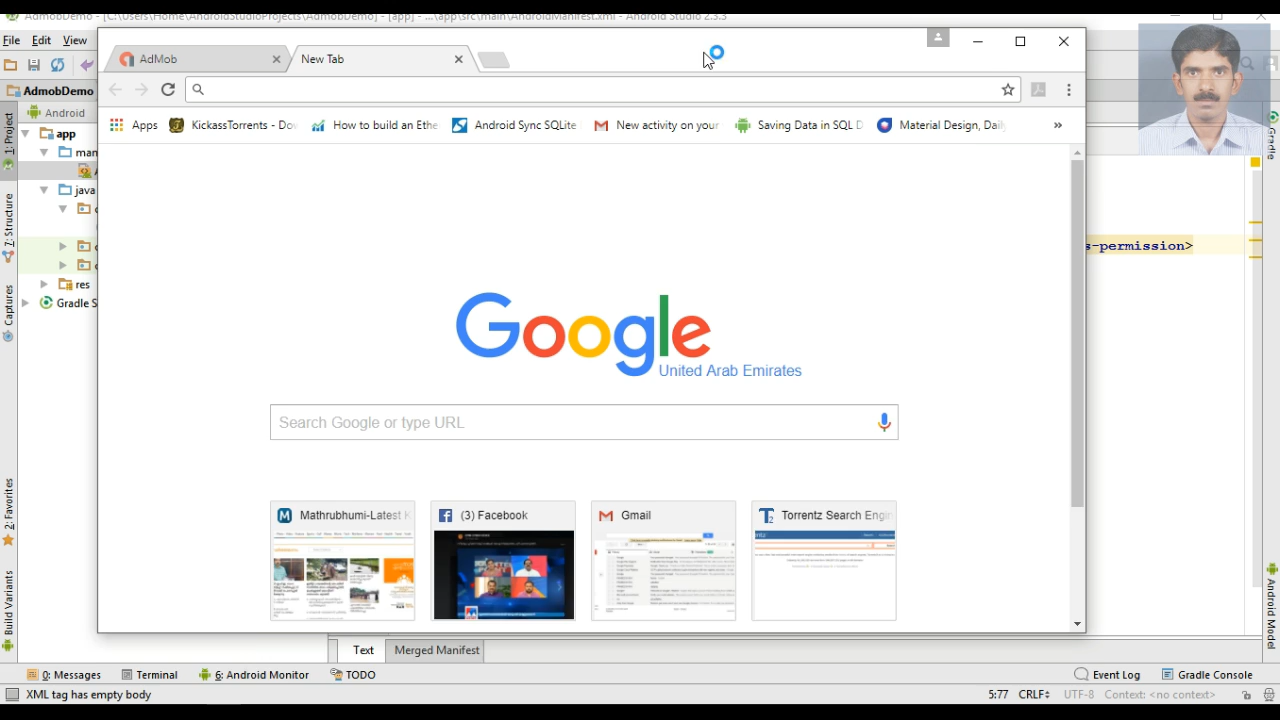 AdmobDemo - [C:\Users\Home\AndroidStudioProjects\AdmobDemo] - [app] - ...\app\src\main\AndroidManifest.xml - Android Studio 2.3.3
File Edit View
AdMob
New Tab
AdmobDemo
Android
Apps
KickassTorrents - Dow
How to build an Ethe
Android Sync SQLite
New activity on your
Saving Data in SQL D
Material Design, Daily
»
1: Project
app
man
java
res
Gradle S
7: Structure
Captures
2: Favorites
Build Variants
Gradle
Android Model
s-permission>
Google
United Arab Emirates
Search Google or type URL
Mathrubhumi-Latest K
(3) Facebook
Gmail
Torrentz Search Engin
Text
Merged Manifest
0: Messages
Terminal
6: Android Monitor
TODO
Event Log
Gradle Console
XML tag has empty body
5:77 CRLF÷ UTF-8 Context: <no context>